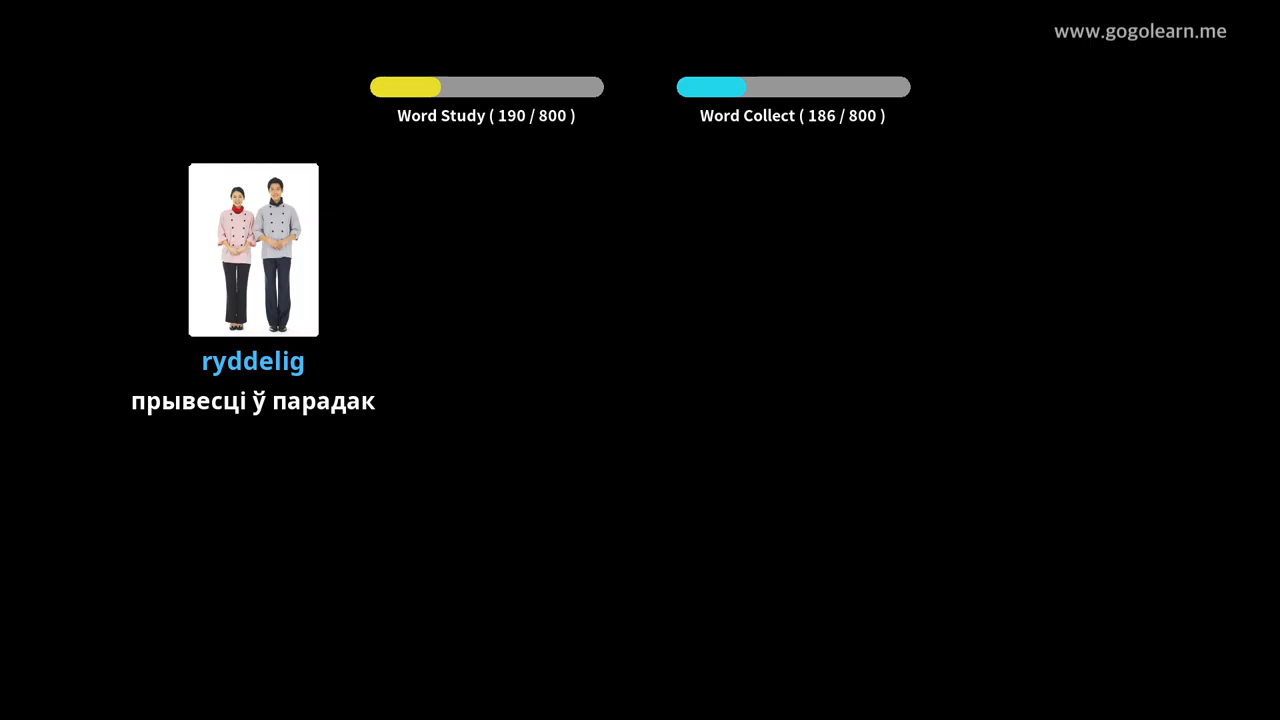 www.gogolearn.me
Word Study ( 190 / 800 )
Word Collect ( 186 / 800 )
ryddelig
прывесці ў парадак